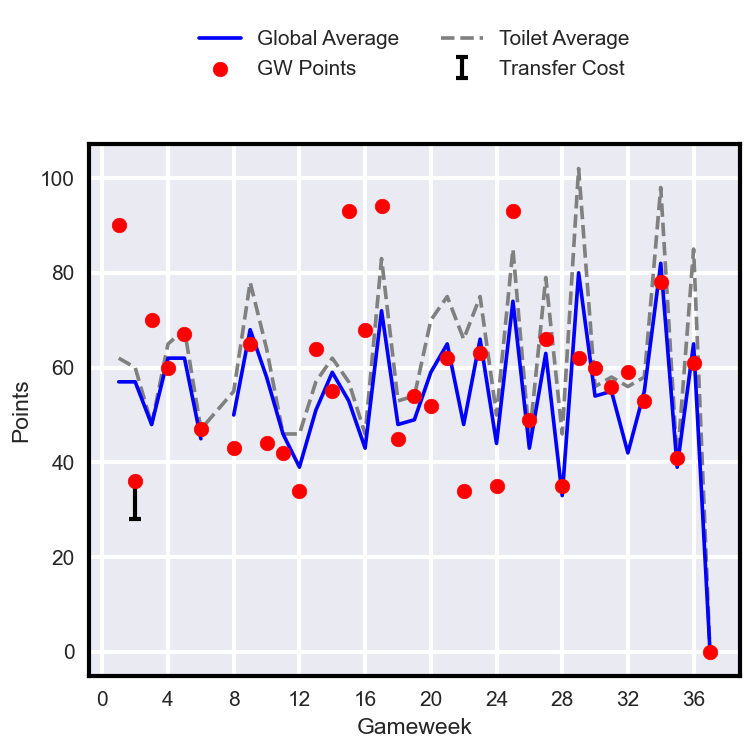 Global Average
Toilet Average
GW Points
Transfer Cost
100
80
60
40
20
0
0 4 8 12 16 20 24 28 32 36
Points
Gameweek